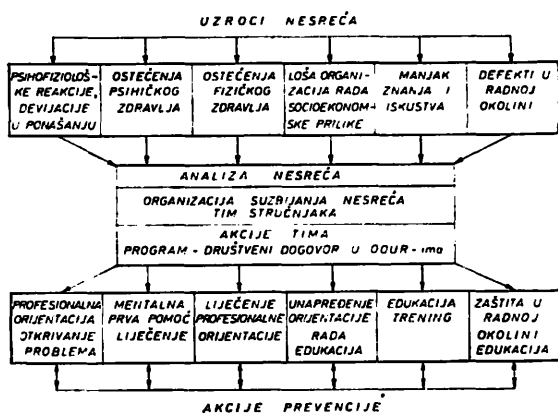 UZROCI NESREĆA
PSIHOFIZIOLOŠ-
KE REAKCIJE,
DEVIJACIJE
U PONAŠANJU
OSTEĆENJA
PSIHIČKOG
ZDRAVLJA
OSTEĆENJA
FIZIČKOG
ZDRAVLJA
LOŠA ORGANI-
ZACIJA RADA
SOCIOEKONOM-
SKE PRILIKE
MANJAK
ZNANJA I
ISKUSTVA
DEFEKTI U
RADNOJ
OKOLINI
ANALIZA NESREĆA
ORGANIZACIJA SUZBIJANJA NESREĆA
TIM STRUČNJAKA
AKCIJE TIMA
PROGRAM - DRUŠTVENI DOGOVOR U OOUR-ima
PROFESIONALNA
ORIJENTACIJA
OTKRIVANJE
PROBLEMA
MENTALNA
PRVA POMOĆ
LIJEČENJE
LIJEČENJE
PROFESIONALNE
ORIJENTACIJE
UNAPREĐENJE
ORIJENTACIJE
RADA
EDUKACIJA
EDUKACIJA
TRENING
ZAŠTITA U
RADNOJ
OKOLINI
EDUKACIJA
AKCIJE PREVENCIJE